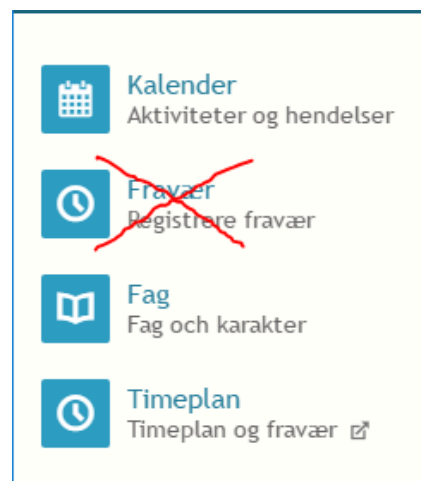 Kalender
Aktiviteter og hendelser
Fravær
Registrere fravær
Fag
Fag och karakter
Timeplan
Timeplan og fravær